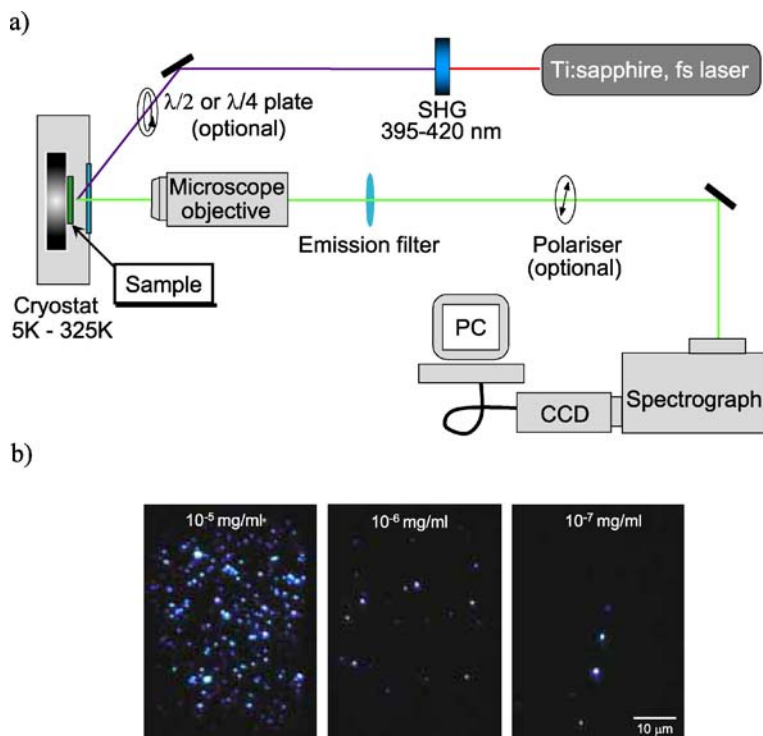 a)
Ti:sapphire, fs laser
SHG
395-420 nm
λ/2 or λ/4 plate
(optional)
Microscope
objective
Emission filter
Polariser
(optional)
Sample
Cryostat
5K - 325K
PC
CCD
Spectrograph
b)
10⁻⁵ mg/ml
10⁻⁶ mg/ml
10⁻⁷ mg/ml
10 μm